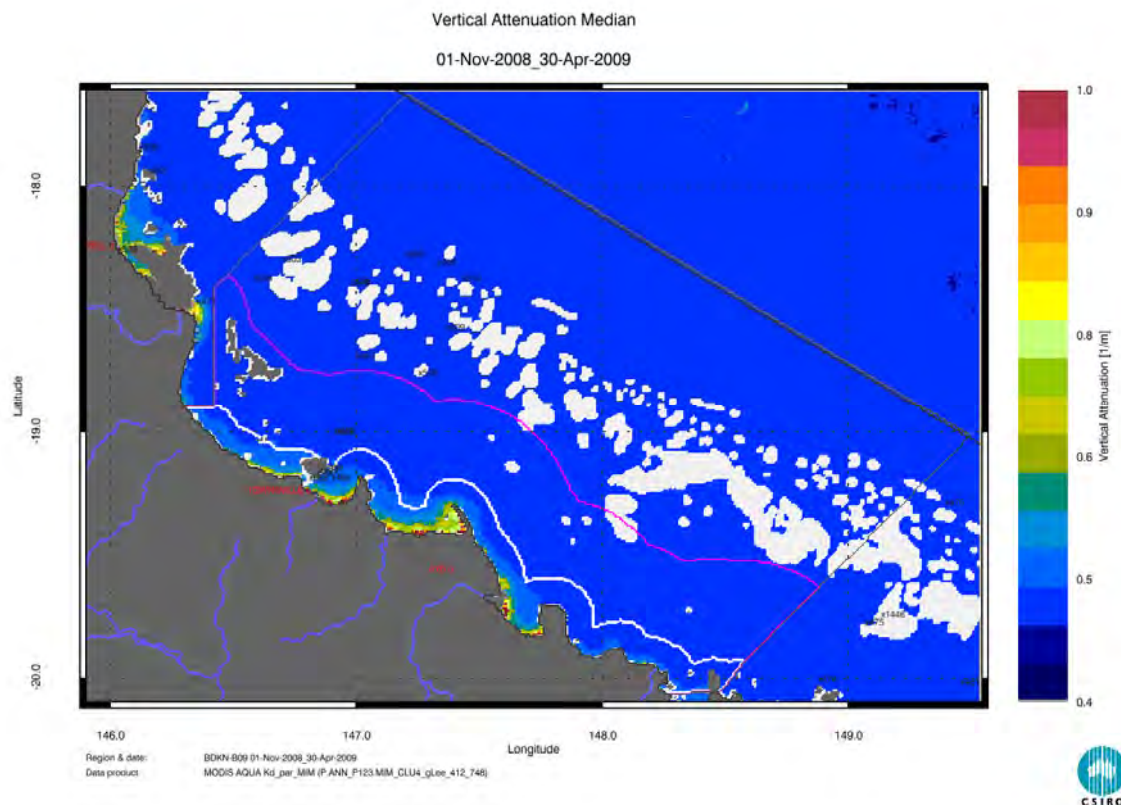 Vertical Attenuation Median
01-Nov-2008_30-Apr-2009
1.0
0.9
0.8
0.6
0.5
0.4
Vertical Attenuation [1/m]
-18.0
-19.0
-20.0
Latitude
x1446
146.0 147.0 148.0 149.0
Longitude
Region & date: BDKN-B09 01-Nov-2008_30-Apr-2009
Data product MODIS AQUA Kd_par_MIM (P.ANN_P123.MIM_CLU4_gLee_412_748)
CSIRO